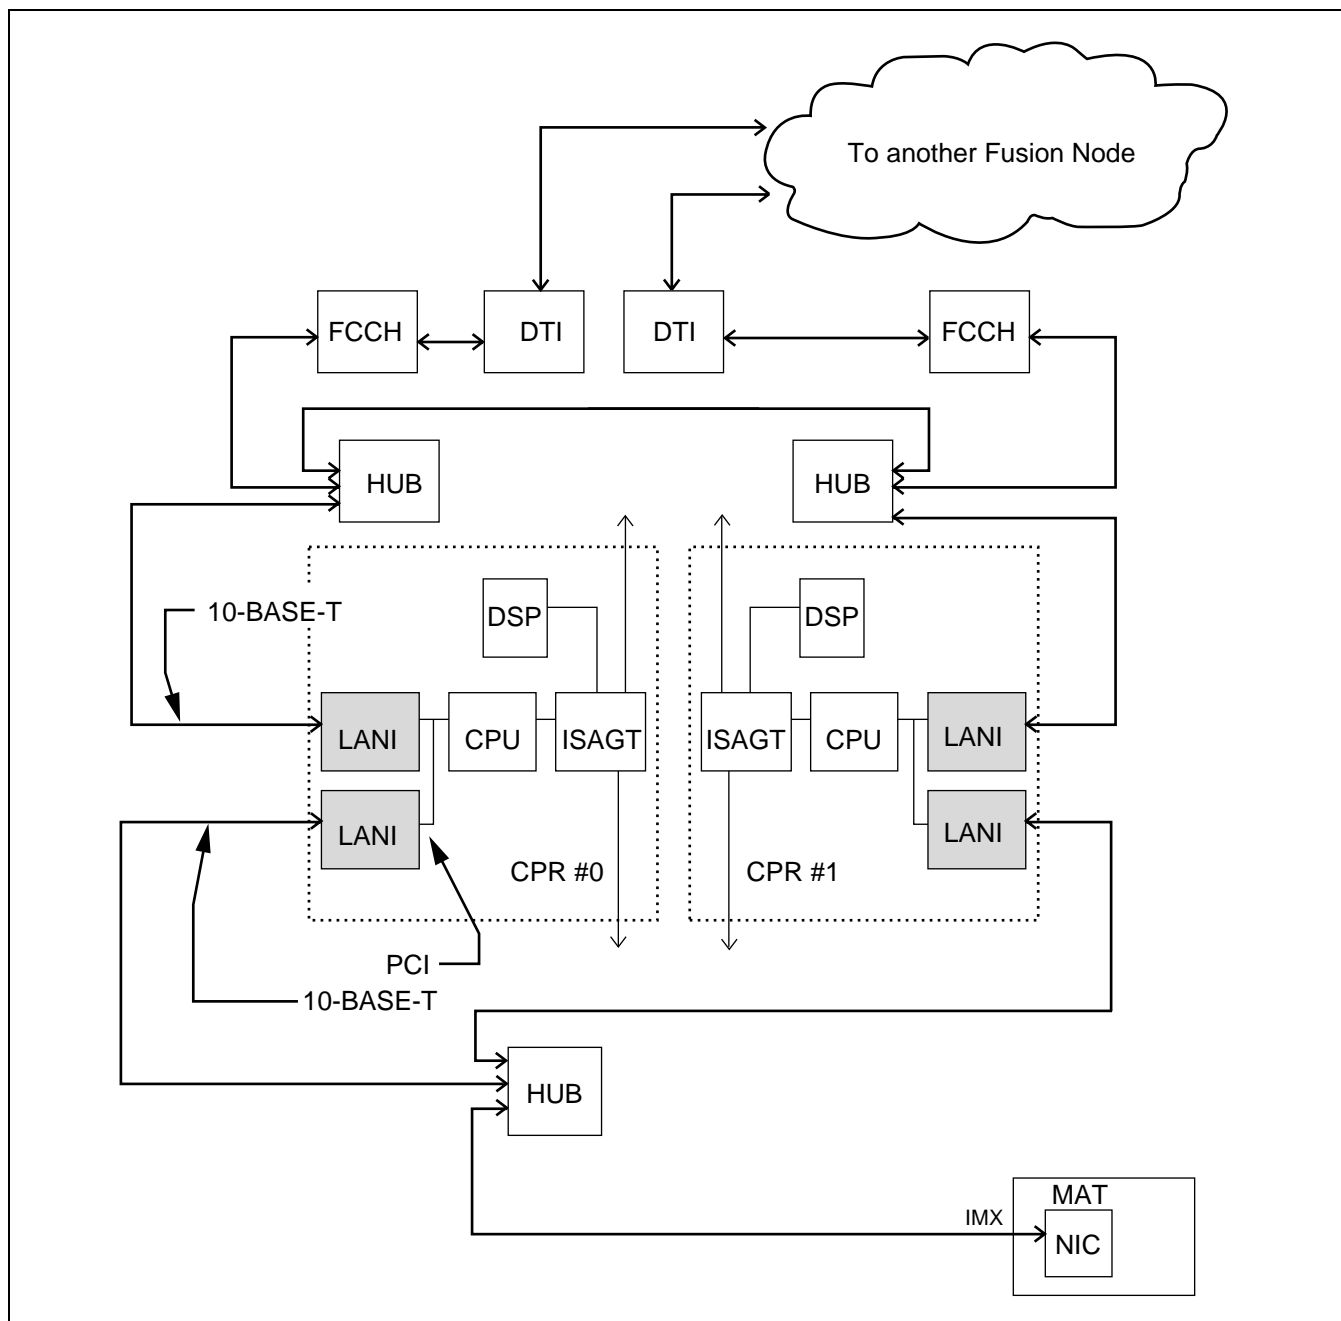 To another Fusion Node
FCCH
DTI
DTI
FCCH
HUB
HUB
10-BASE-T
DSP
DSP
LANI
CPU
ISAGT
ISAGT
CPU
LANI
LANI
LANI
CPR #0
CPR #1
PCI
10-BASE-T
HUB
MAT
IMX
NIC